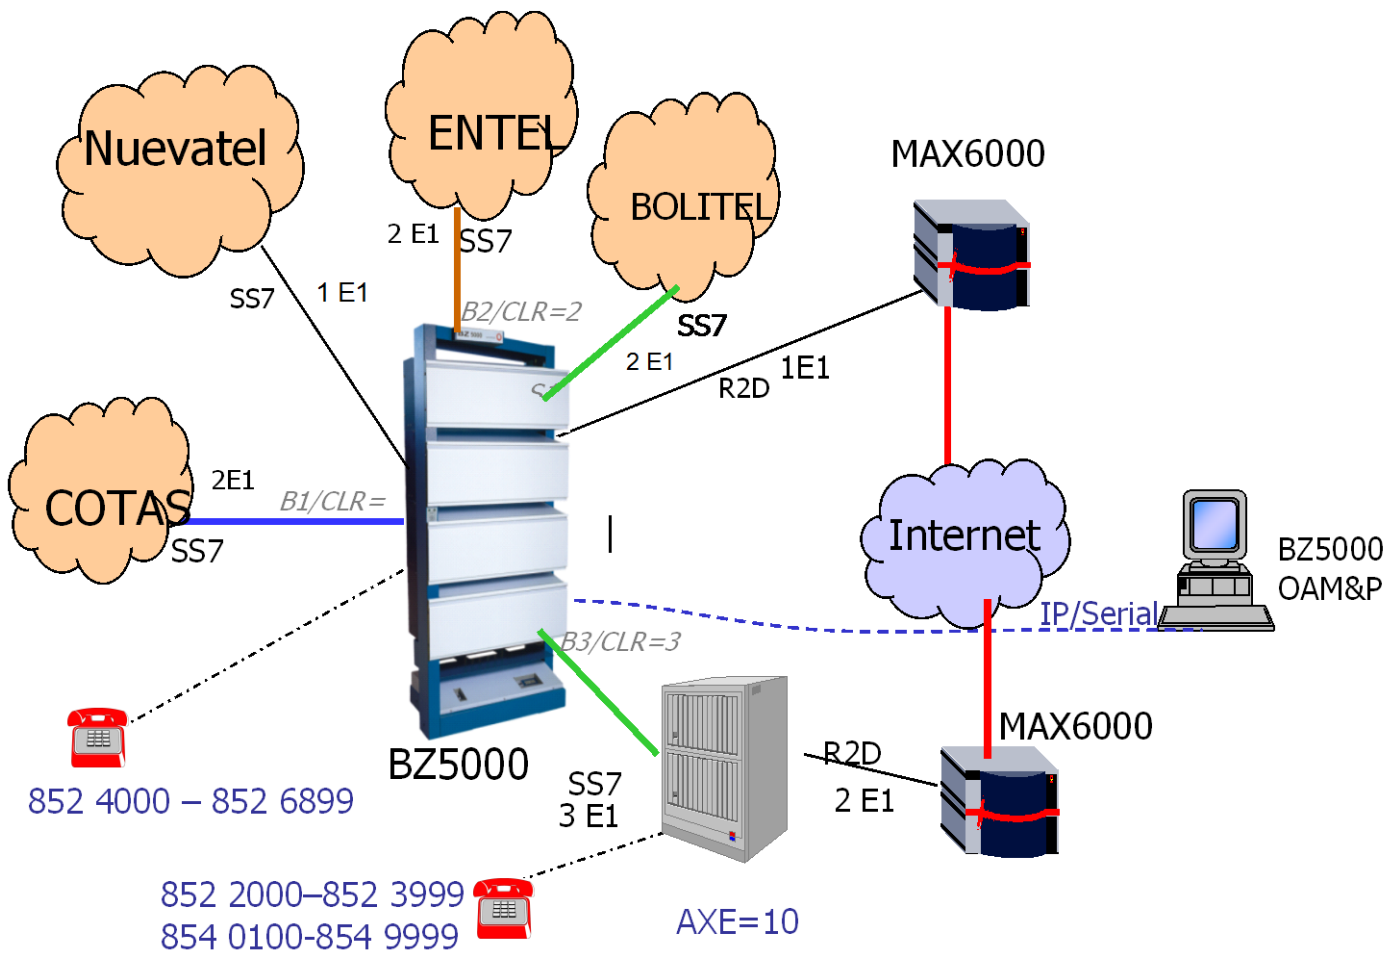 Nuevatel
ENTEL
BOLITEL
MAX6000
2 E1
SS7
SS7
1 E1
B2/CLR=2
SS7
BZ 5000
2 E1
1E1
R2D
COTAS
2E1
B1/CLR=
SS7
Internet
BZ5000
OAM&P
IP/Serial
B3/CLR=3
MAX6000
BZ5000
R2D
SS7
3 E1
2 E1
852 4000 – 852 6899
852 2000–852 3999
854 0100-854 9999
AXE=10